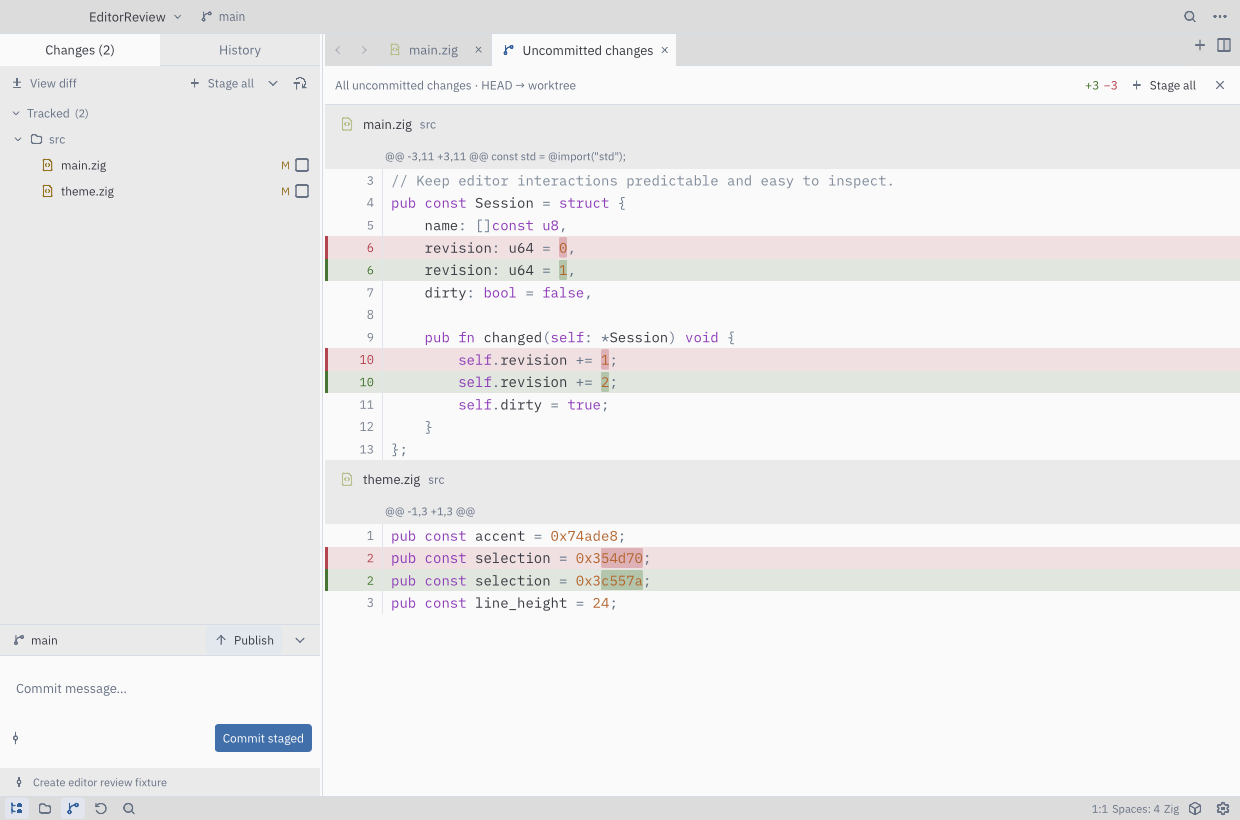 EditorReview
main
Changes (2)
History
View diff
Stage all
Tracked (2)
src
main.zig M
theme.zig M
main
Publish
Commit message...
Commit staged
Create editor review fixture
main.zig
Uncommitted changes
All uncommitted changes · HEAD → worktree
+3 −3
Stage all
main.zig src
@@ -3,11 +3,11 @@ const std = @import("std");
3 // Keep editor interactions predictable and easy to inspect.
4 pub const Session = struct {
5     name: []const u8,
6     revision: u64 = 0,
6     revision: u64 = 1,
7     dirty: bool = false,
8
9     pub fn changed(self: *Session) void {
10         self.revision += 1;
10         self.revision += 2;
11         self.dirty = true;
12     }
13 };
theme.zig src
@@ -1,3 +1,3 @@
1 pub const accent = 0x74ade8;
2 pub const selection = 0x354d70;
2 pub const selection = 0x3c557a;
3 pub const line_height = 24;
1:1 Spaces: 4 Zig